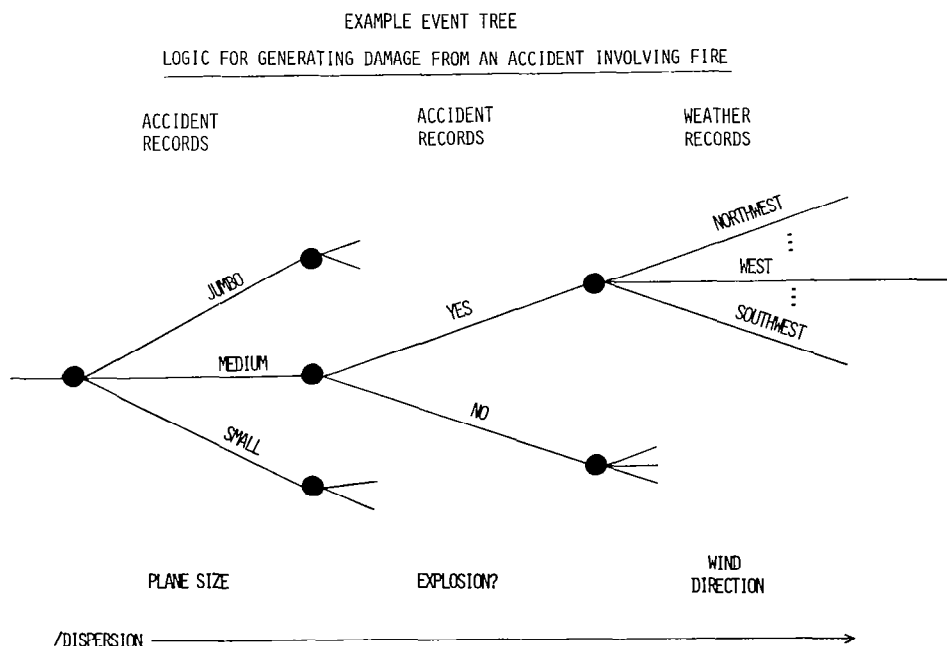 EXAMPLE EVENT TREE
LOGIC FOR GENERATING DAMAGE FROM AN ACCIDENT INVOLVING FIRE
ACCIDENT
RECORDS
ACCIDENT
RECORDS
WEATHER
RECORDS
JUMBO
MEDIUM
SMALL
YES
NO
NORTHWEST
WEST
SOUTHWEST
PLANE SIZE
EXPLOSION?
WIND
DIRECTION
/DISPERSION